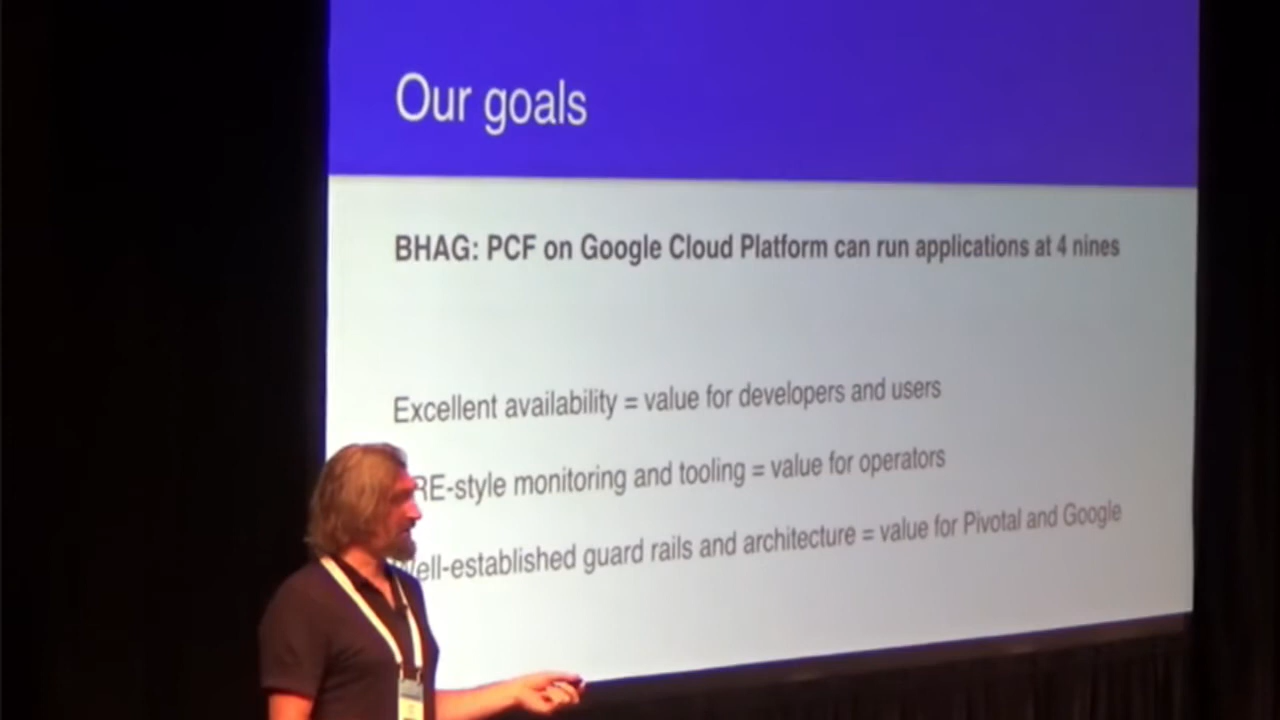 Our goals
BHAG: PCF on Google Cloud Platform can run applications at 4 nines
Excellent availability = value for developers and users
RE-style monitoring and tooling = value for operators
Well-established guard rails and architecture = value for Pivotal and Google